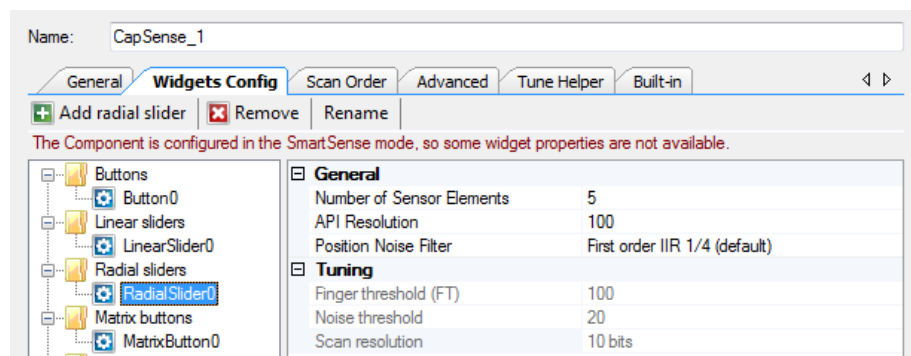 Name: CapSense_1
General Widgets Config Scan Order Advanced Tune Helper Built-in
Add radial slider Remove Rename
The Component is configured in the SmartSense mode, so some widget properties are not available.
Buttons General
Button0 Number of Sensor Elements 5
Linear sliders API Resolution 100
LinearSlider0 Position Noise Filter First order IIR 1/4 (default)
Radial sliders Tuning
RadialSlider0 Finger threshold (FT) 100
Matrix buttons Noise threshold 20
MatrixButton0 Scan resolution 10 bits